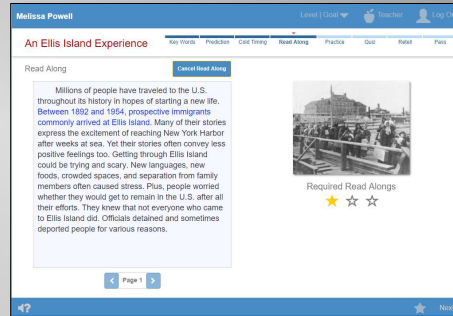 Melissa Powell
Level | Goal
Teacher
An Ellis Island Experience
Key Words
Prediction
Cold Timing
Read Along
Practice
Quiz
Retell
Pass
Read Along
Cancel Read Along
Millions of people have traveled to the U.S.
throughout its history in hopes of starting a new life.
Between 1892 and 1954, prospective immigrants
commonly arrived at Ellis Island. Many of their stories
express the excitement of reaching New York Harbor
after weeks at sea. Yet their stories often convey less
positive feelings too. Getting through Ellis Island
could be trying and scary. New languages, new
foods, crowded spaces, and separation from family
members often caused stress. Plus, people worried
whether they would get to remain in the U.S. after all
their efforts. They knew that not everyone who came
to Ellis Island did. Officials detained and sometimes
deported people for various reasons.
Required Read Alongs
< Page 1 >
?
Next